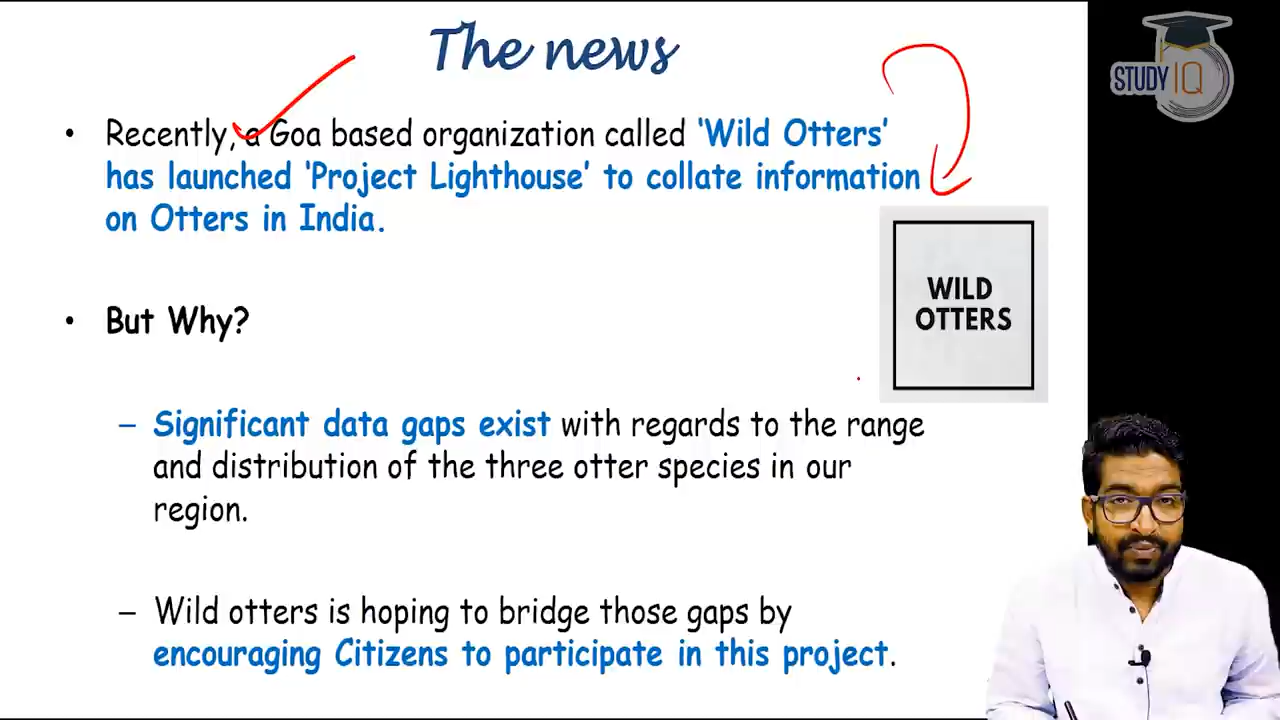 The news
STUDY IQ
• Recently, a Goa based organization called ‘Wild Otters’
has launched ‘Project Lighthouse’ to collate information
on Otters in India.
WILD
OTTERS
• But Why?
– Significant data gaps exist with regards to the range
and distribution of the three otter species in our
region.
– Wild otters is hoping to bridge those gaps by
encouraging Citizens to participate in this project.